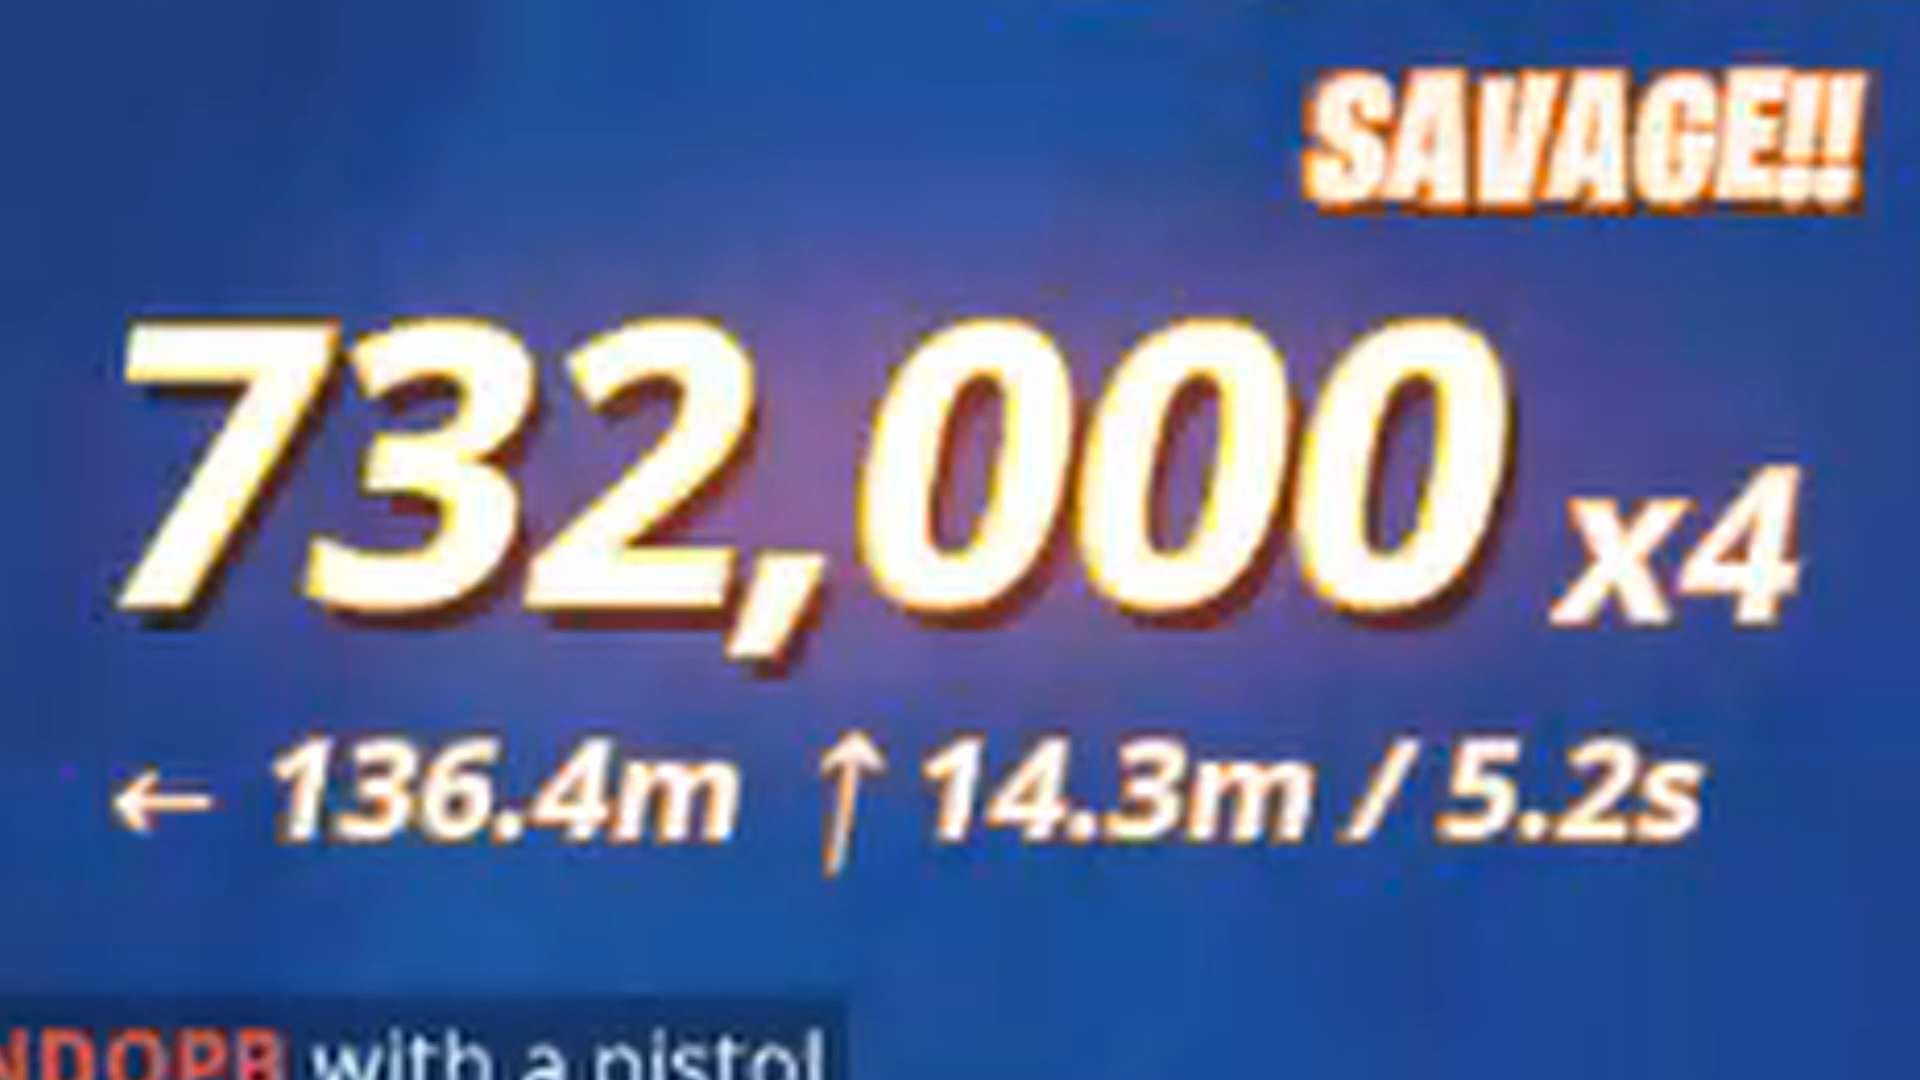 SAVAGE!!
732,000 x4
← 136.4m ↑ 14.3m / 5.2s
with a pistol